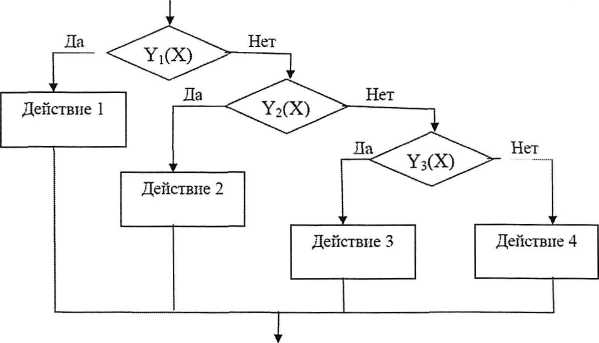 Да
Y1(X)
Нет
Действие 1
Да
Y2(X)
Нет
Действие 2
Да
Y3(X)
Нет
Действие 3
Действие 4